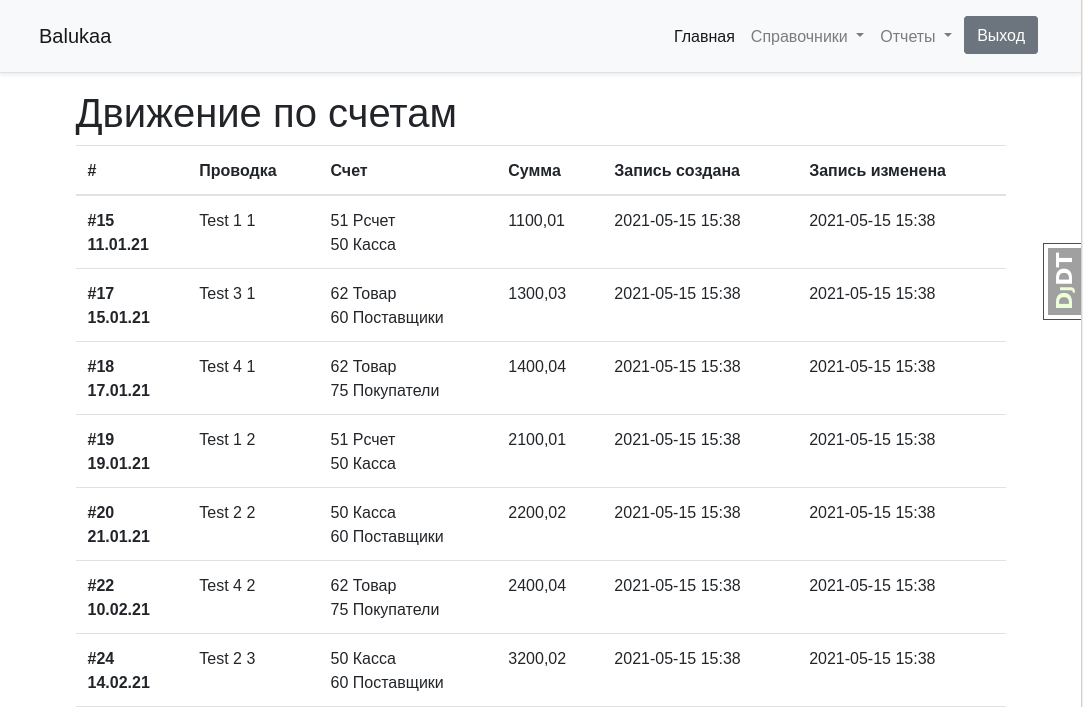 Balukaa
Главная Справочники Отчеты Выход
Движение по счетам
# Проводка Счет Сумма Запись создана Запись изменена
#15 Test 1 1 51 Рсчет 1100,01 2021-05-15 15:38 2021-05-15 15:38
11.01.21 50 Касса
DjDT
#17 Test 3 1 62 Товар 1300,03 2021-05-15 15:38 2021-05-15 15:38
15.01.21 60 Поставщики
#18 Test 4 1 62 Товар 1400,04 2021-05-15 15:38 2021-05-15 15:38
17.01.21 75 Покупатели
#19 Test 1 2 51 Рсчет 2100,01 2021-05-15 15:38 2021-05-15 15:38
19.01.21 50 Касса
#20 Test 2 2 50 Касса 2200,02 2021-05-15 15:38 2021-05-15 15:38
21.01.21 60 Поставщики
#22 Test 4 2 62 Товар 2400,04 2021-05-15 15:38 2021-05-15 15:38
10.02.21 75 Покупатели
#24 Test 2 3 50 Касса 3200,02 2021-05-15 15:38 2021-05-15 15:38
14.02.21 60 Поставщики